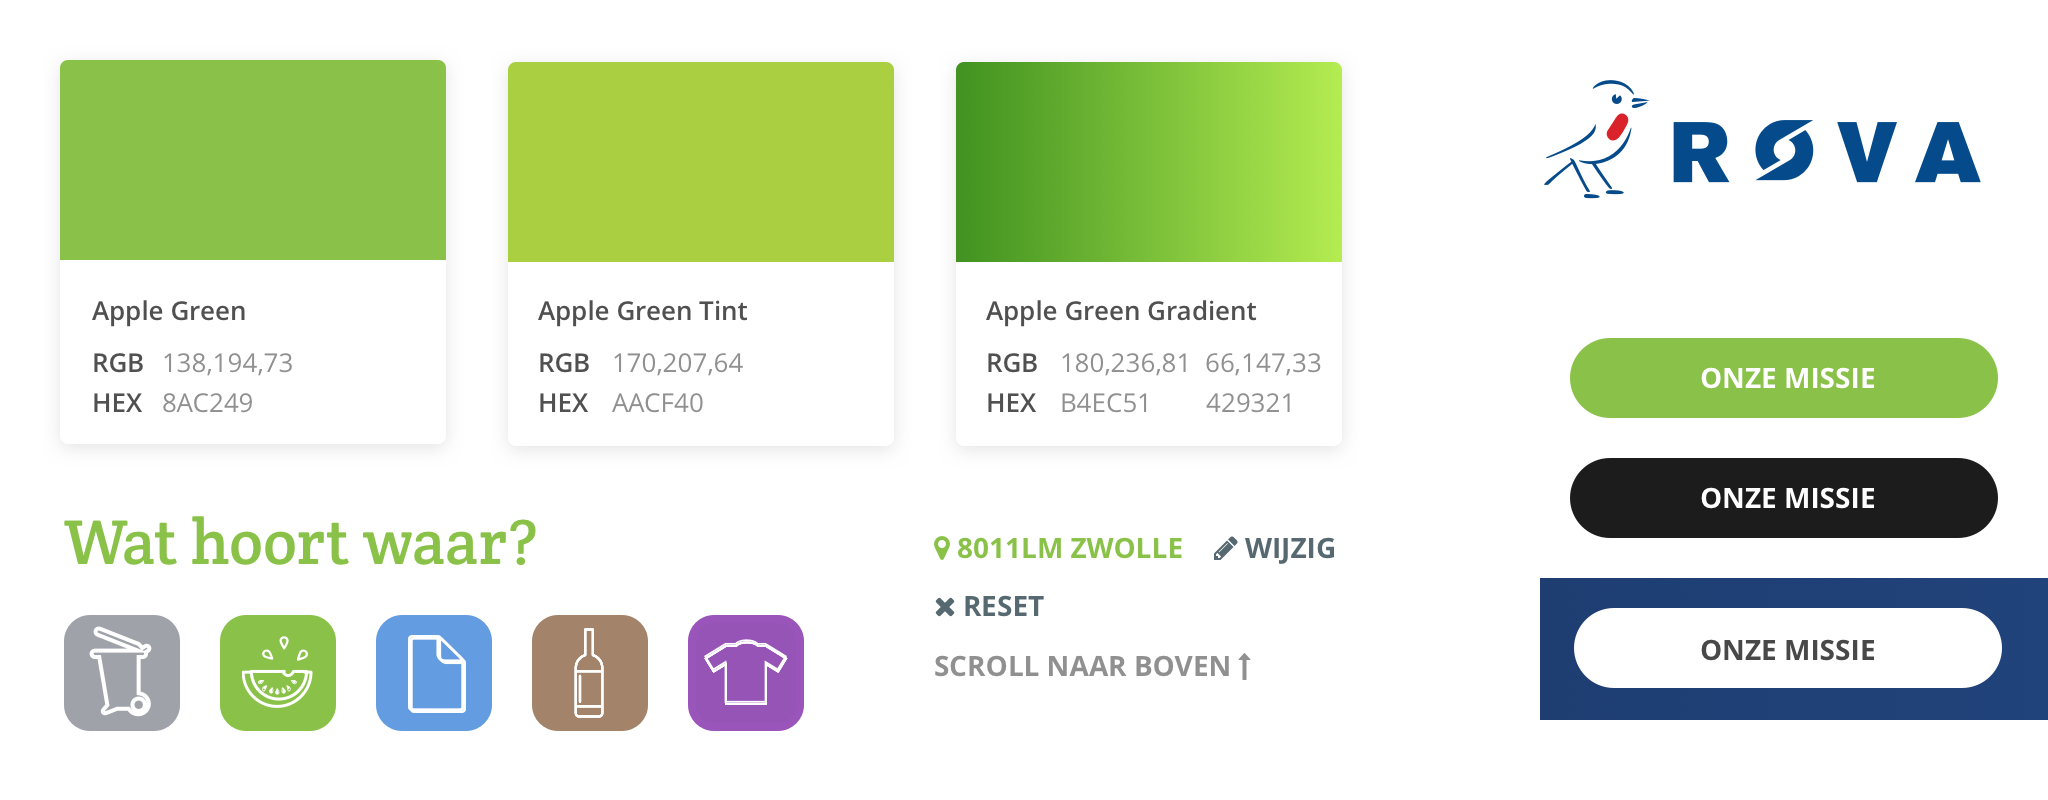 Apple Green
RGB 138,194,73
HEX 8AC249
Apple Green Tint
RGB 170,207,64
HEX AACF40
Apple Green Gradient
RGB 180,236,81 66,147,33
HEX B4EC51 429321
ROVA
ONZE MISSIE
ONZE MISSIE
ONZE MISSIE
Wat hoort waar?
8011LM ZWOLLE WIJZIG
RESET
SCROLL NAAR BOVEN